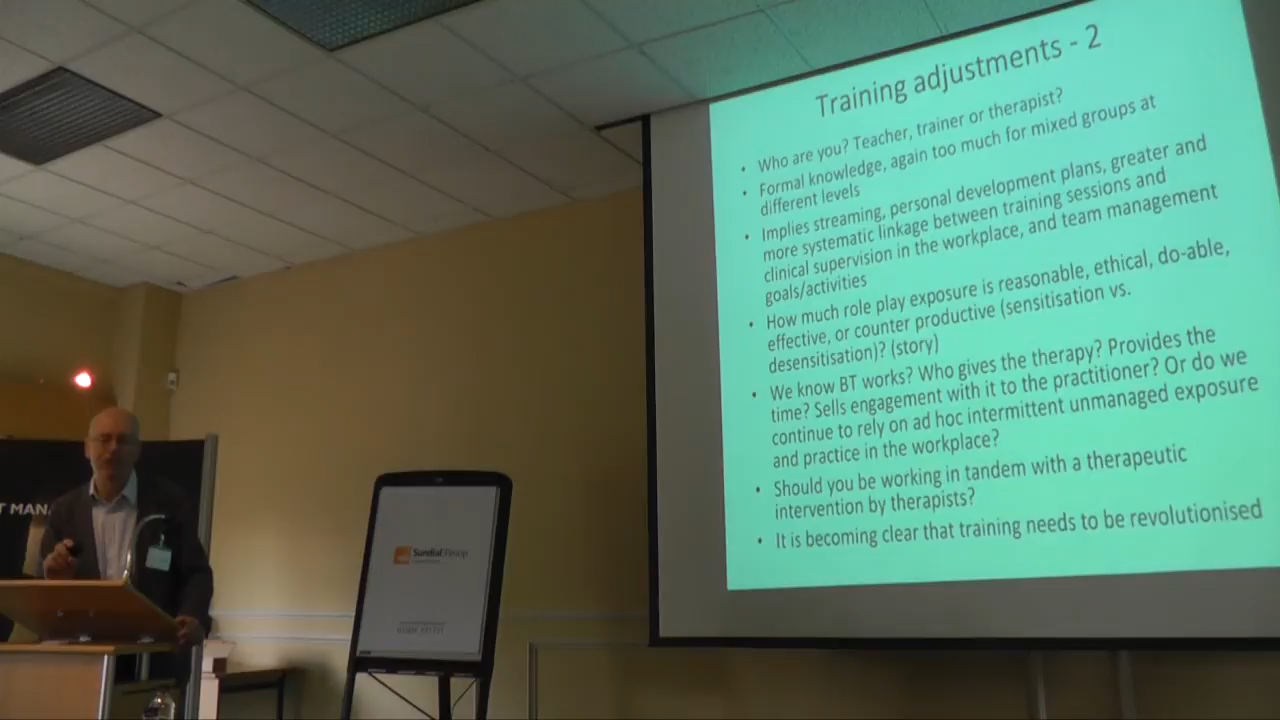 Training adjustments - 2
• Who are you? Teacher, trainer or therapist?
• Formal knowledge, again too much for mixed groups at
different levels
• Implies streaming, personal development plans, greater and
more systematic linkage between training sessions and
clinical supervision in the workplace, and team management
goals/activities
• How much role play exposure is reasonable, ethical, do-able,
effective, or counter productive (sensitisation vs.
desensitisation)? (story)
• We know BT works? Who gives the therapy? Provides the
time? Sells engagement with it to the practitioner? Or do we
continue to rely on ad hoc intermittent unmanaged exposure
and practice in the workplace?
• Should you be working in tandem with a therapeutic
intervention by therapists?
• It is becoming clear that training needs to be revolutionised
T MAN
Sundial Group